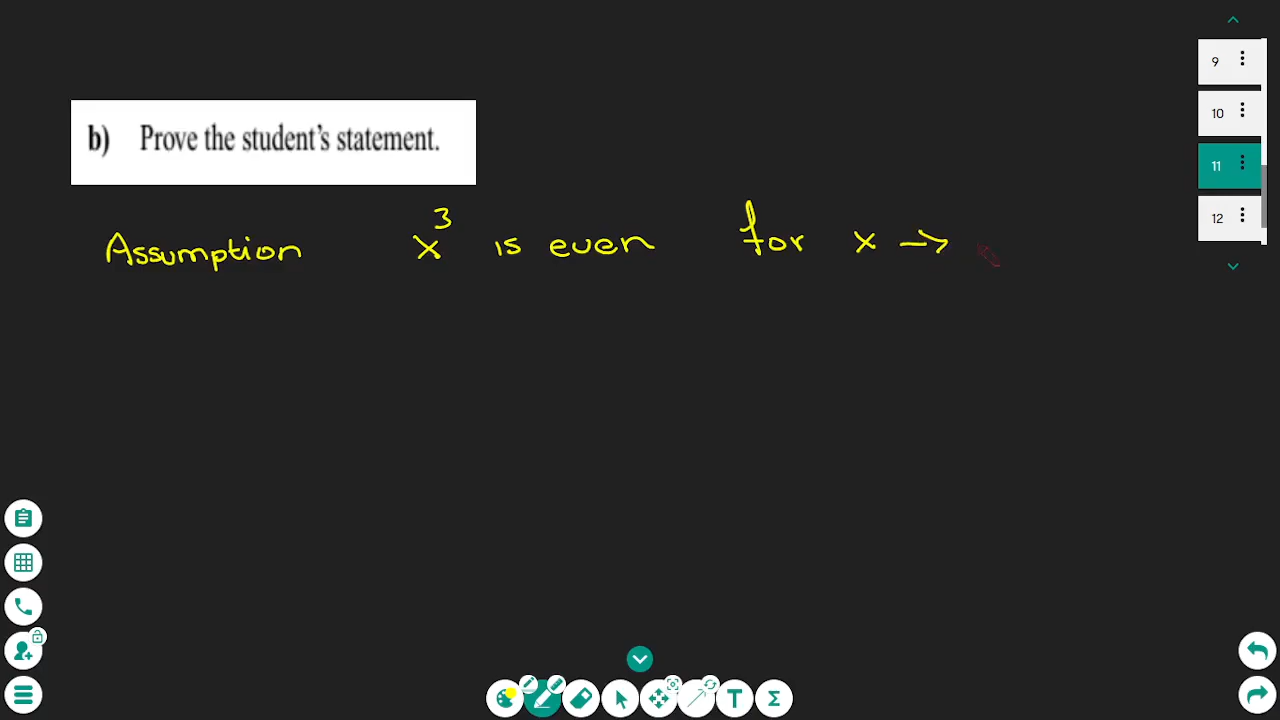 9
10
b) Prove the student's statement.
11
12
Assumption x³ is even for x →
T
Σ